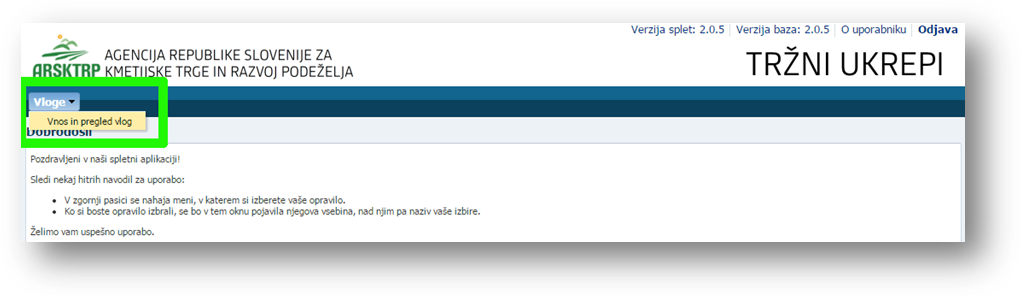 Verzija splet: 2.0.5 Verzija baza: 2.0.5 O uporabniku Odjava
AGENCIJA REPUBLIKE SLOVENIJE ZA
ARSKTRP KMETIJSKE TRGE IN RAZVOJ PODEŽELJA
TRŽNI UKREPI
Vloge
Vnos in pregled vlog
Dobrodošli
Pozdravljeni v naši spletni aplikaciji!
Sledi nekaj hitrih navodil za uporabo:
• V zgornji pasici se nahaja meni, v katerem si izberete vaše opravilo.
• Ko si boste opravilo izbrali, se bo v tem oknu pojavila njegova vsebina, nad njim pa naziv vaše izbire.
Želimo vam uspešno uporabo.